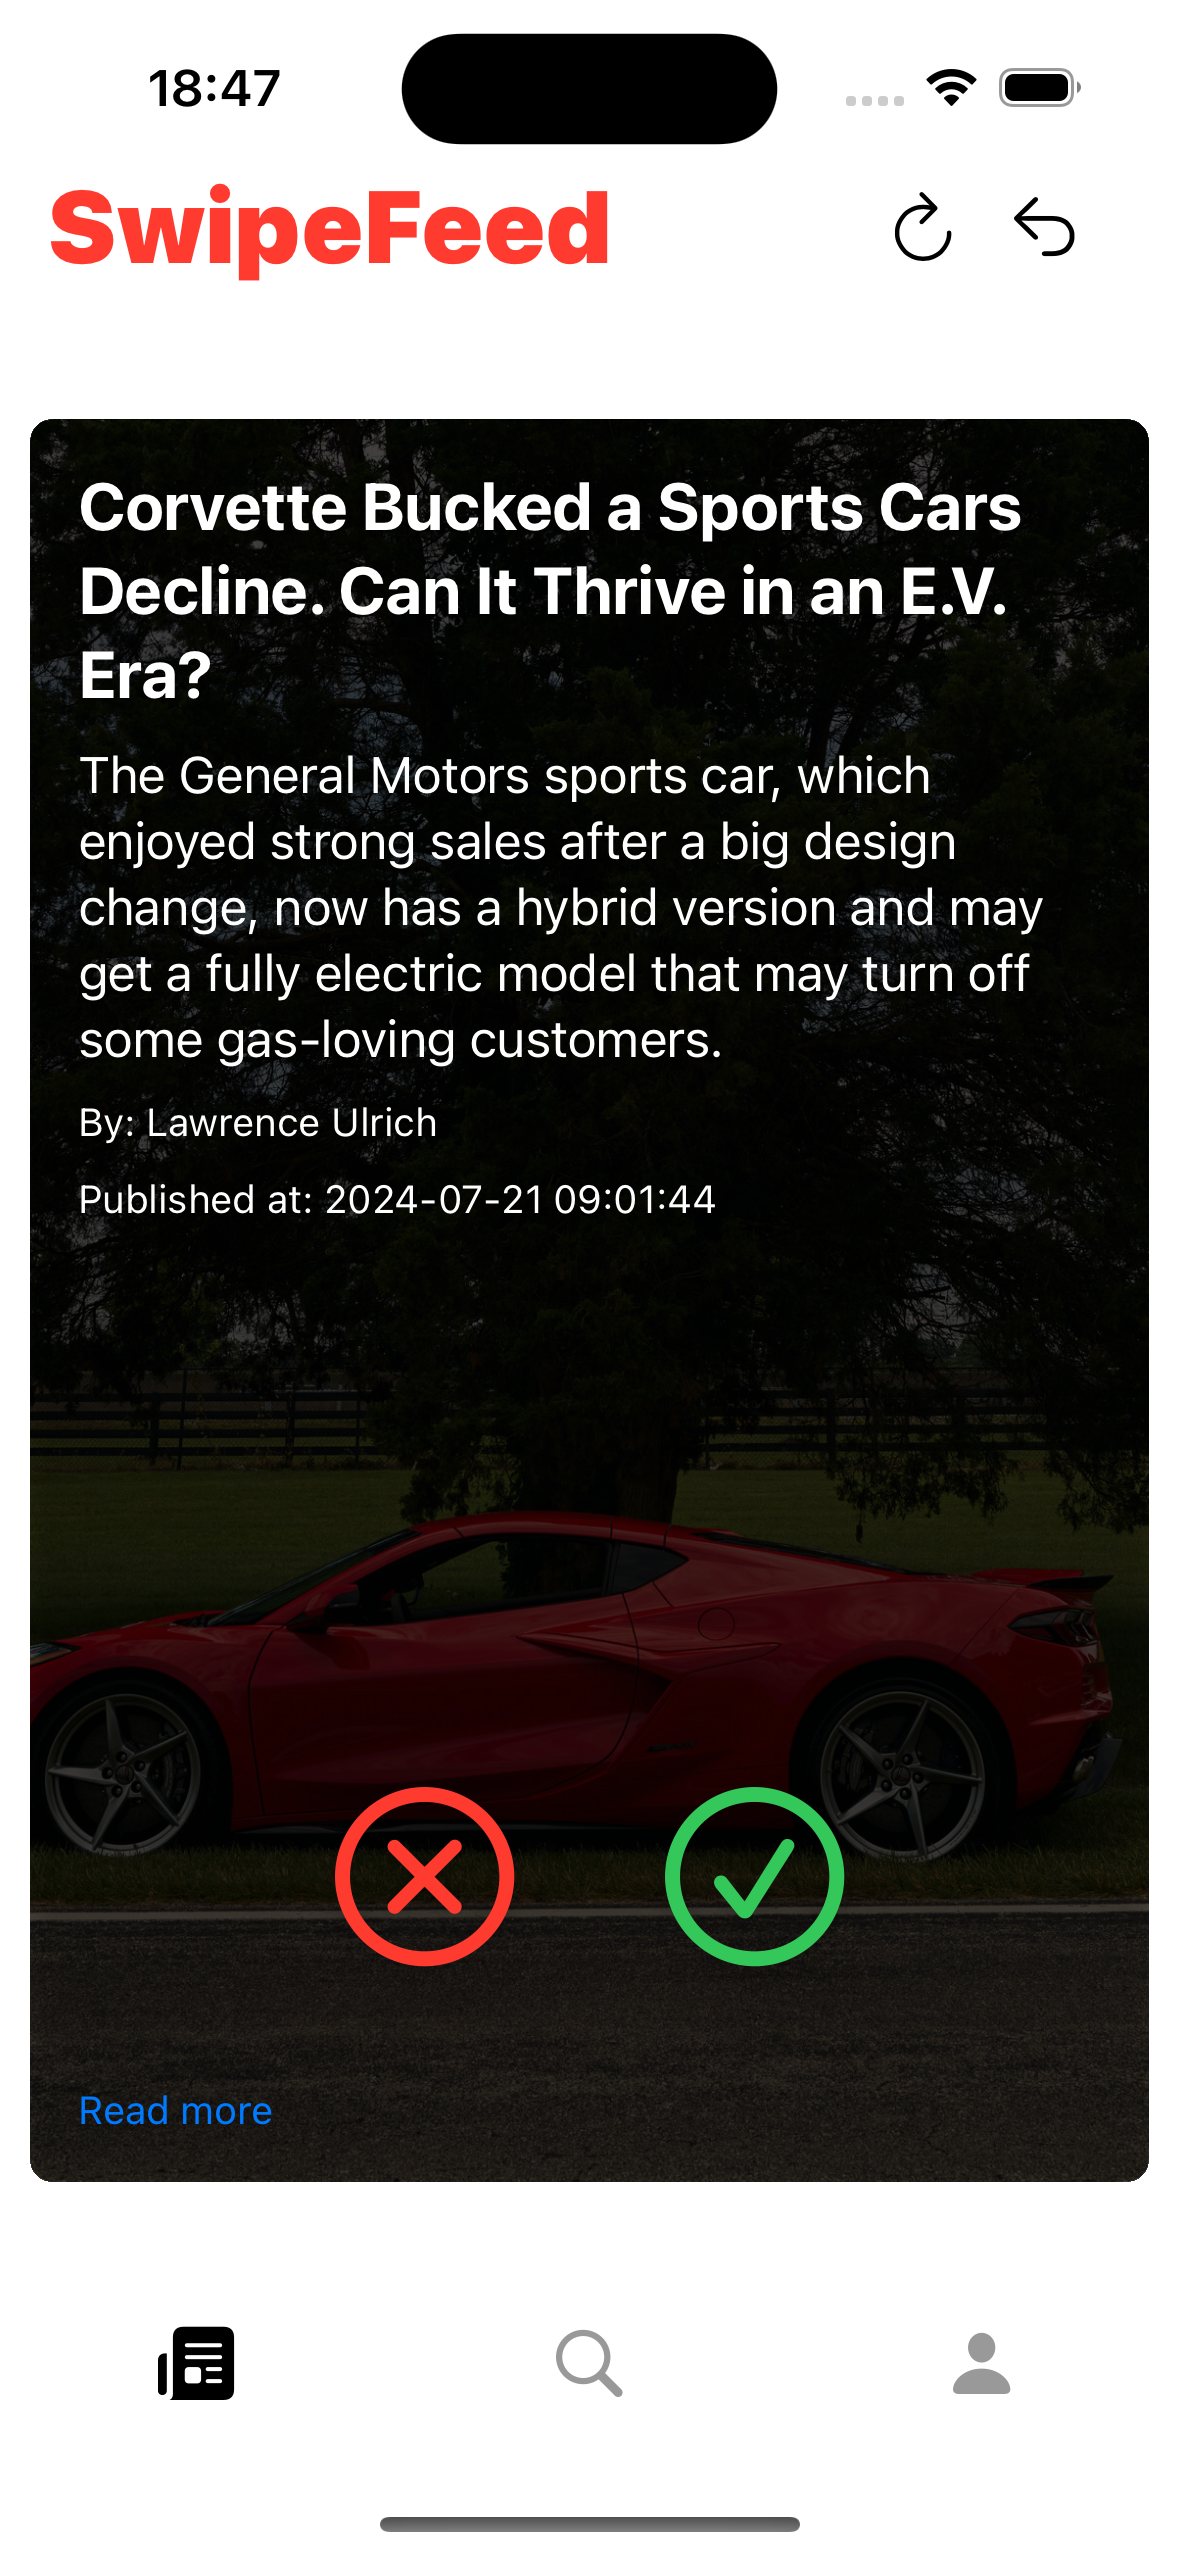 18:47
SwipeFeed
Corvette Bucked a Sports Cars
Decline. Can It Thrive in an E.V.
Era?
The General Motors sports car, which
enjoyed strong sales after a big design
change, now has a hybrid version and may
get a fully electric model that may turn off
some gas-loving customers.
By: Lawrence Ulrich
Published at: 2024-07-21 09:01:44
Read more